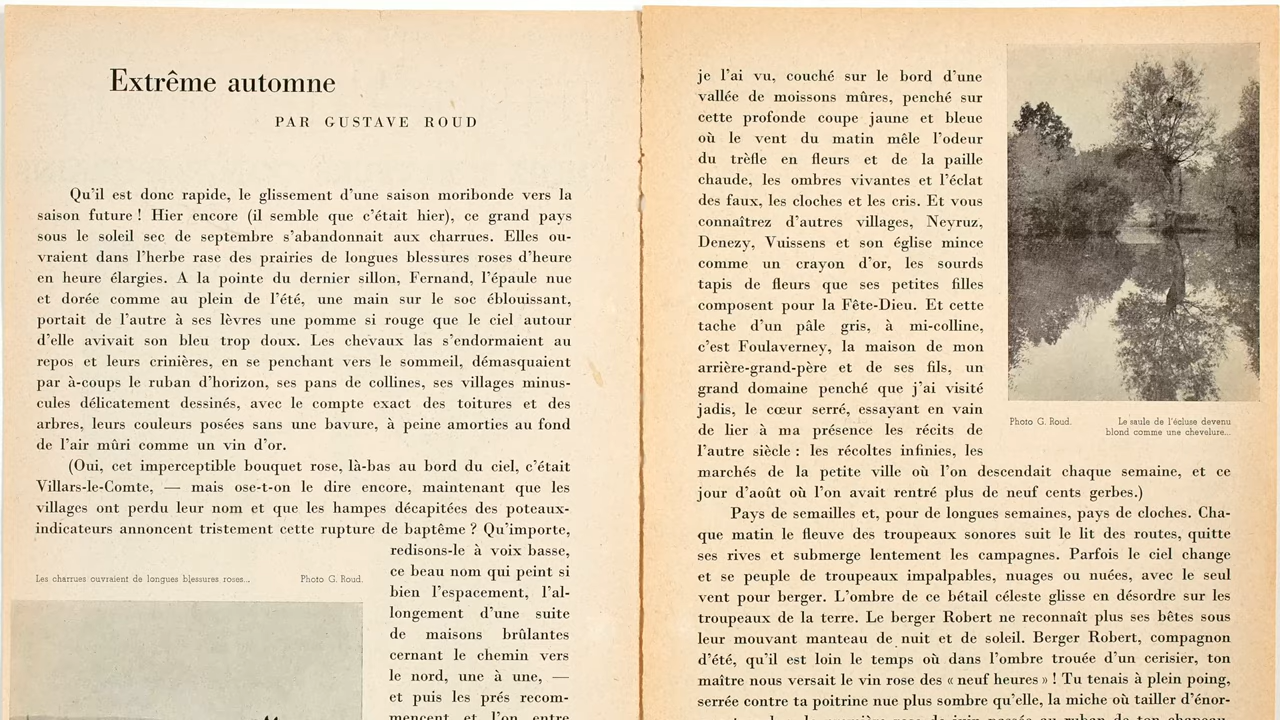 Extrême automne
PAR GUSTAVE ROUD
Qu'il est donc rapide, le glissement d'une saison moribonde vers la
saison future ! Hier encore (il semble que c'était hier), ce grand pays
sous le soleil sec de septembre s'abandonnait aux charrues. Elles ou-
vraient dans l'herbe rase des prairies de longues blessures roses d'heure
en heure élargies. A la pointe du dernier sillon, Fernand, l'épaule nue
et dorée comme au plein de l'été, une main sur le soc éblouissant,
portait de l'autre à ses lèvres une pomme si rouge que le ciel autour
d'elle avivait son bleu trop doux. Les chevaux las s'endormaient au
repos et leurs crinières, en se penchant vers le sommeil, démasquaient
par à-coups le ruban d'horizon, ses pans de collines, ses villages minus-
cules délicatement dessinés, avec le compte exact des toitures et des
arbres, leurs couleurs posées sans une bavure, à peine amorties au fond
de l'air mûri comme un vin d'or.
(Oui, cet imperceptible bouquet rose, là-bas au bord du ciel, c'était
Villars-le-Comte, — mais ose-t-on le dire encore, maintenant que les
villages ont perdu leur nom et que les hampes décapitées des poteaux-
indicateurs annoncent tristement cette rupture de baptême ? Qu'importe,
redisons-le à voix basse,
ce beau nom qui peint si
bien l'espacement, l'al-
longement d'une suite
de maisons brûlantes
cernant le chemin vers
le nord, une à une, —
et puis les prés recom-
mencent et l'on entre
Les charrues ouvraient de longues blessures roses... Photo G. Roud.
je l'ai vu, couché sur le bord d'une
vallée de moissons mûres, penché sur
cette profonde coupe jaune et bleue
où le vent du matin mêle l'odeur
du trèfle en fleurs et de la paille
chaude, les ombres vivantes et l'éclat
des faux, les cloches et les cris. Et vous
connaîtrez d'autres villages, Neyruz,
Denezy, Vuissens et son église mince
comme un crayon d'or, les sourds
tapis de fleurs que ses petites filles
composent pour la Fête-Dieu. Et cette
tache d'un pâle gris, à mi-colline,
c'est Foulaverney, la maison de mon
arrière-grand-père et de ses fils, un
grand domaine penché que j'ai visité
jadis, le cœur serré, essayant en vain
de lier à ma présence les récits de
l'autre siècle : les récoltes infinies, les
marchés de la petite ville où l'on descendait chaque semaine, et ce
jour d'août où l'on avait rentré plus de neuf cents gerbes.)
Photo G. Roud. Le saule de l'écluse devenu
blond comme une chevelure...
Pays de semailles et, pour de longues semaines, pays de cloches. Cha-
que matin le fleuve des troupeaux sonores suit le lit des routes, quitte
ses rives et submerge lentement les campagnes. Parfois le ciel change
et se peuple de troupeaux impalpables, nuages ou nuées, avec le seul
vent pour berger. L'ombre de ce bétail céleste glisse en désordre sur les
troupeaux de la terre. Le berger Robert ne reconnaît plus ses bêtes sous
leur mouvant manteau de nuit et de soleil. Berger Robert, compagnon
d'été, qu'il est loin le temps où dans l'ombre trouée d'un cerisier, ton
maître nous versait le vin rose des « neuf heures » ! Tu tenais à plein poing,
serrée contre ta poitrine nue plus sombre qu'elle, la miche où tailler d'énor-